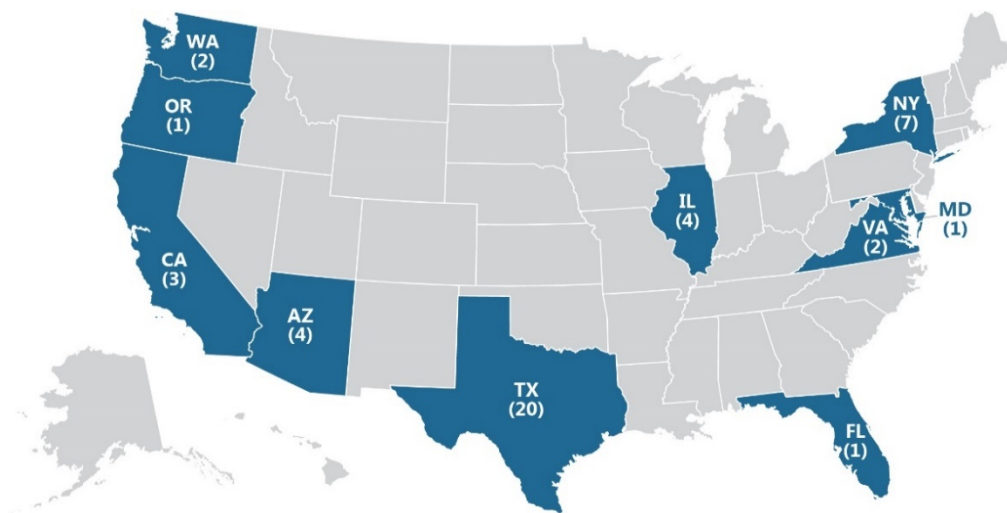 WA
(2)
OR
(1)
CA
(3)
AZ
(4)
TX
(20)
IL
(4)
NY
(7)
VA
(2)
MD
(1)
FL
(1)